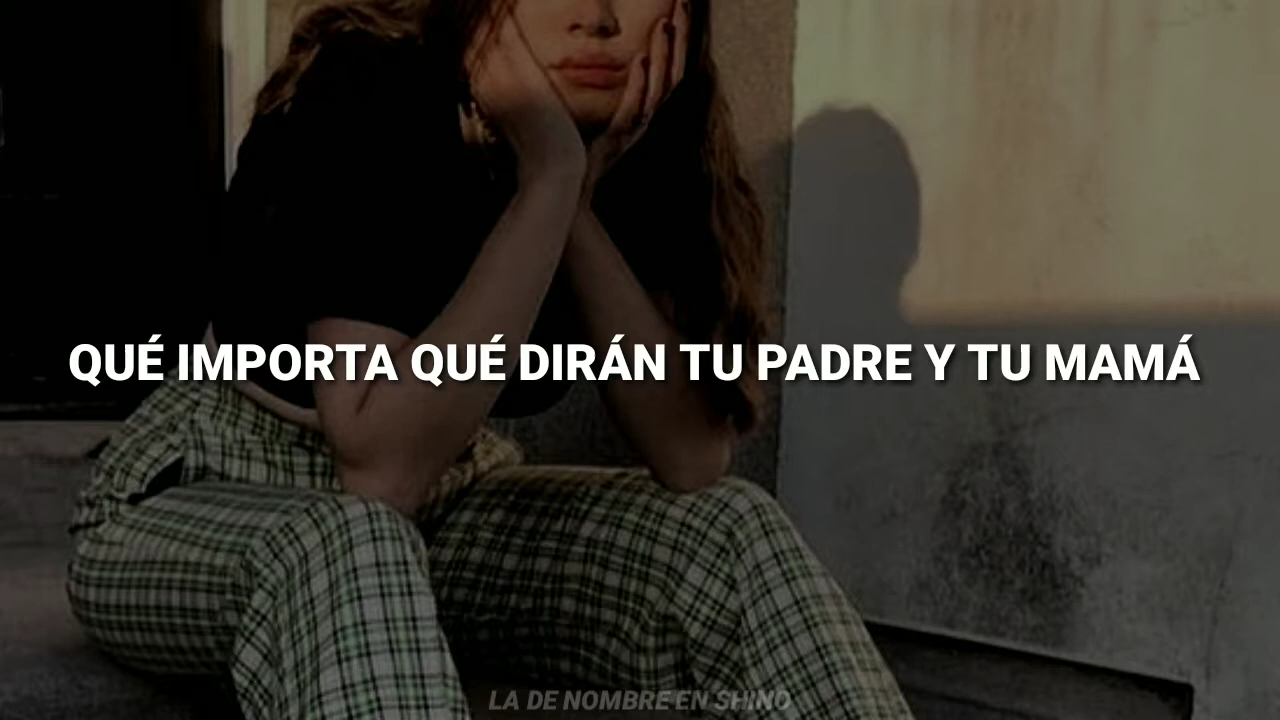 QUÉ IMPORTA QUÉ DIRÁN TU PADRE Y TU MAMÁ
LA DE NOMBRE EN SHINO